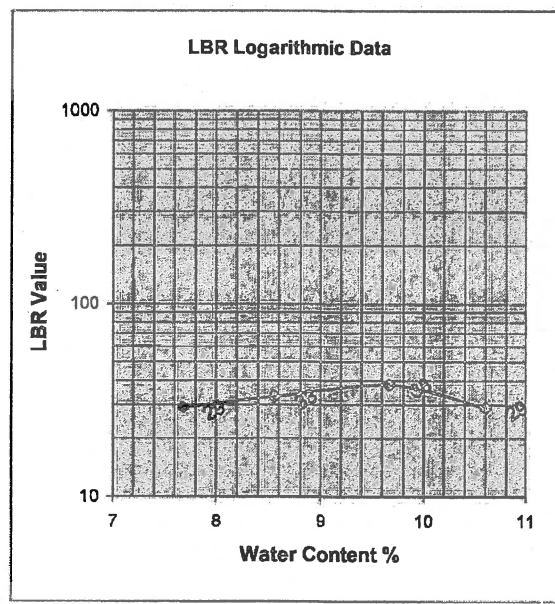 LBR Logarithmic Data
1000
100
10
LBR Value
7 8 9 10 11
Water Content %